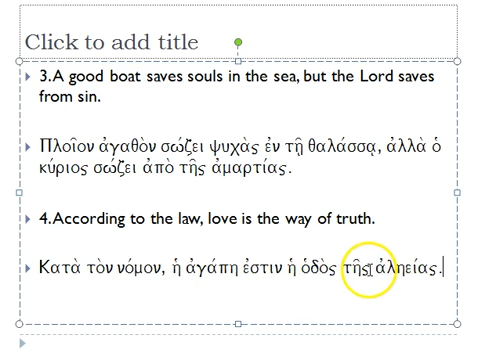 Click to add title
3.A good boat saves souls in the sea, but the Lord saves
from sin.
Πλοῖον ἀγαθὸν σώζει ψυχὰς ἐν τῇ θαλάσσᾳ, ἀλλὰ ὁ
κύριος σώζει ἀπὸ τῆς ἁμαρτίας.
4.According to the law, love is the way of truth.
Κατὰ τὸν νόμον, ἡ ἀγάπη ἐστιν ἡ ὁδὸς τῆς ἀληείας.